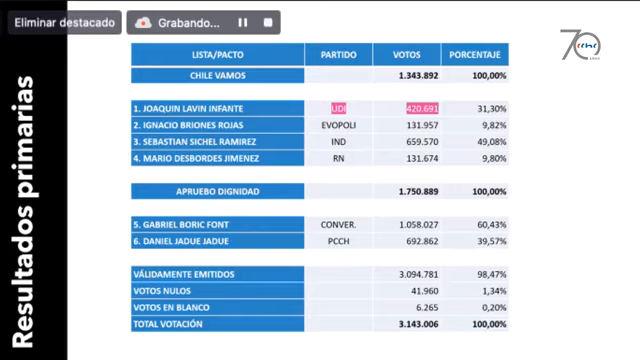 Eliminar destacado
Grabando...
70 AÑOS
Resultados primarias
LISTA/PACTO PARTIDO VOTOS PORCENTAJE
CHILE VAMOS 1.343.892 100,00%
1. JOAQUIN LAVIN INFANTE UDI 420.691 31,30%
2. IGNACIO BRIONES ROJAS EVOPOLI 131.957 9,82%
3. SEBASTIAN SICHEL RAMIREZ IND 659.570 49,08%
4. MARIO DESBORDES JIMENEZ RN 131.674 9,80%
APRUEBO DIGNIDAD 1.750.889 100,00%
5. GABRIEL BORIC FONT CONVER. 1.058.027 60,43%
6. DANIEL JADUE JADUE PCCH 692.862 39,57%
VÁLIDAMENTE EMITIDOS 3.094.781 98,47%
VOTOS NULOS 41.960 1,34%
VOTOS EN BLANCO 6.265 0,20%
TOTAL VOTACIÓN 3.143.006 100,00%